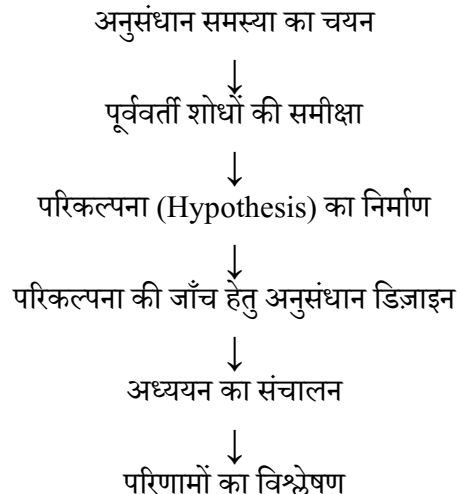 अनुसंधान समस्या का चयन
↓
पूर्ववर्ती शोधों की समीक्षा
↓
परिकल्पना (Hypothesis) का निर्माण
↓
परिकल्पना की जाँच हेतु अनुसंधान डिज़ाइन
↓
अध्ययन का संचालन
↓
परिणामों का विश्लेषण